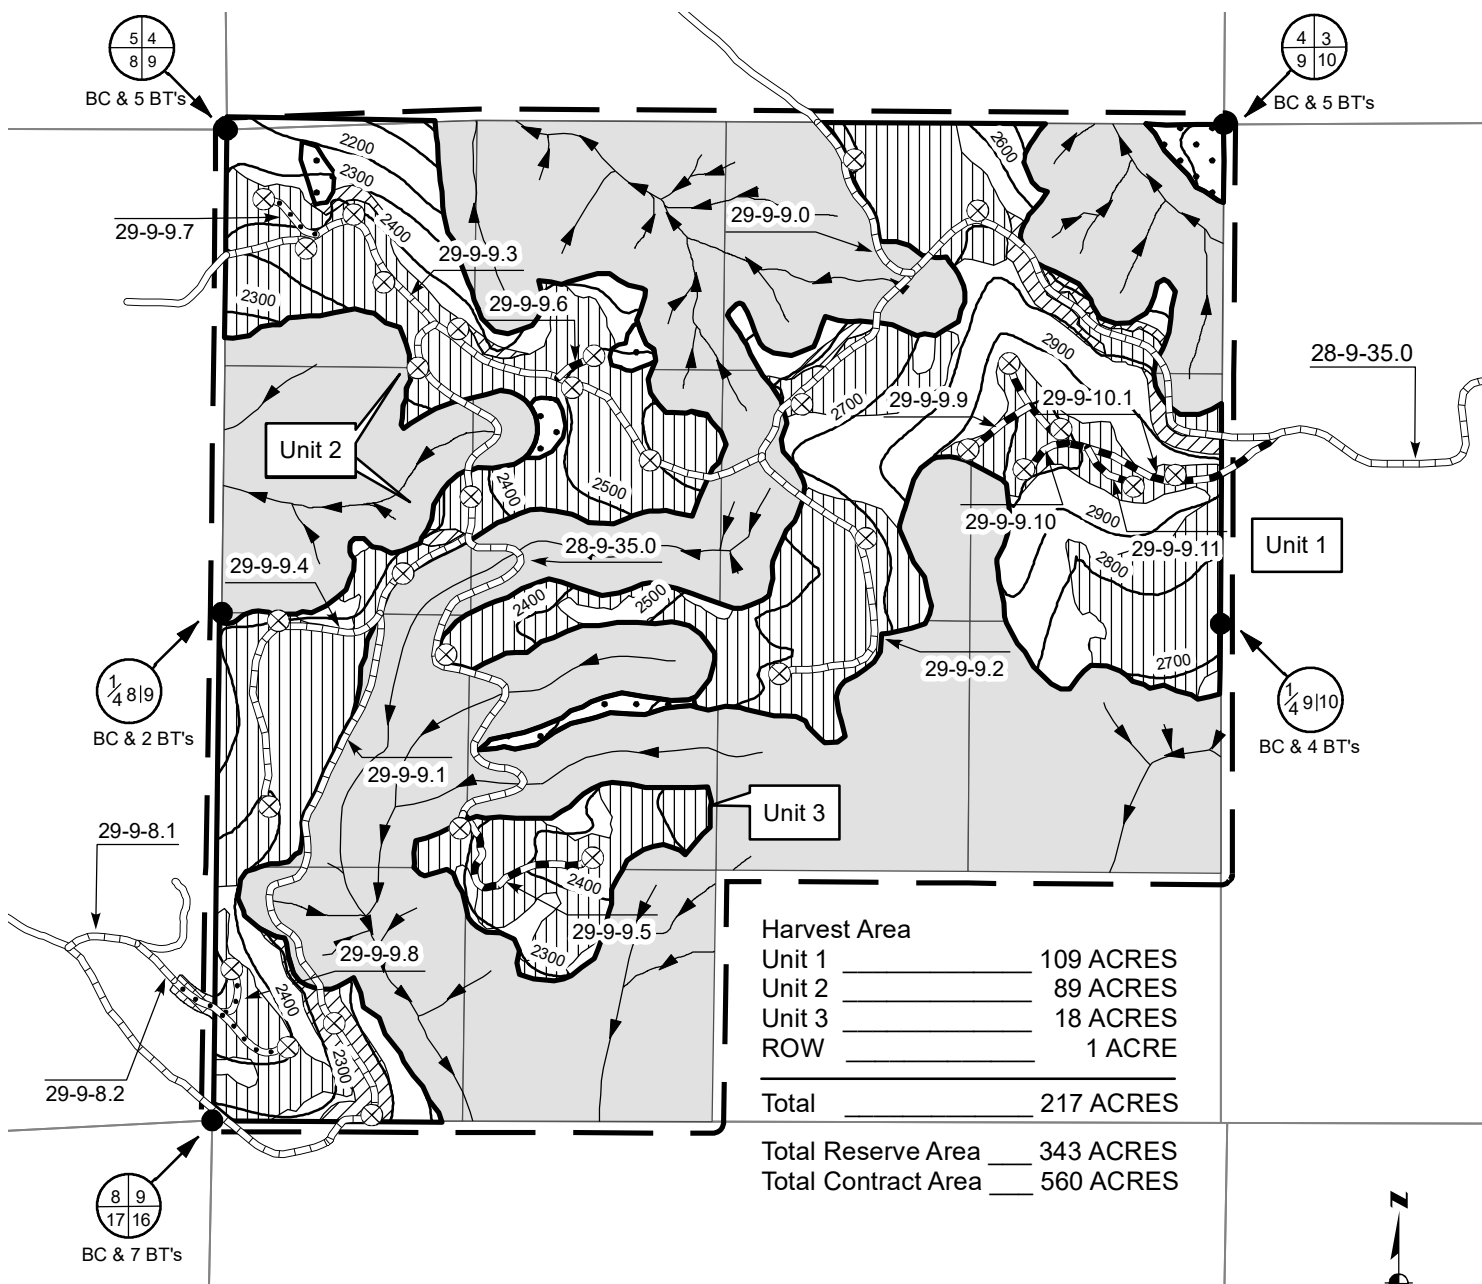 5 4
8 9
BC & 5 BT's
4 3
9 10
BC & 5 BT's
2200
2300
2400
2600
29-9-9.7
29-9-9.0
29-9-9.3
2300
29-9-9.6
2900
28-9-35.0
2700
29-9-9.9
29-9-10.1
Unit 2
2400
2500
29-9-9.10
2900
29-9-9.11
Unit 1
28-9-35.0
2800
29-9-9.4
2400
2500
2700
29-9-9.2
1/4 8|9
BC & 2 BT's
1/4 9|10
BC & 4 BT's
29-9-9.1
Unit 3
29-9-8.1
2400
29-9-9.5
29-9-9.8
2300
2400
2300
29-9-8.2
Harvest Area
Unit 1 ______________ 109 ACRES
Unit 2 ______________ 89 ACRES
Unit 3 ______________ 18 ACRES
ROW ______________ 1 ACRE
Total ______________ 217 ACRES
Total Reserve Area ___ 343 ACRES
Total Contract Area ___ 560 ACRES
8 9
17 16
BC & 7 BT's
N